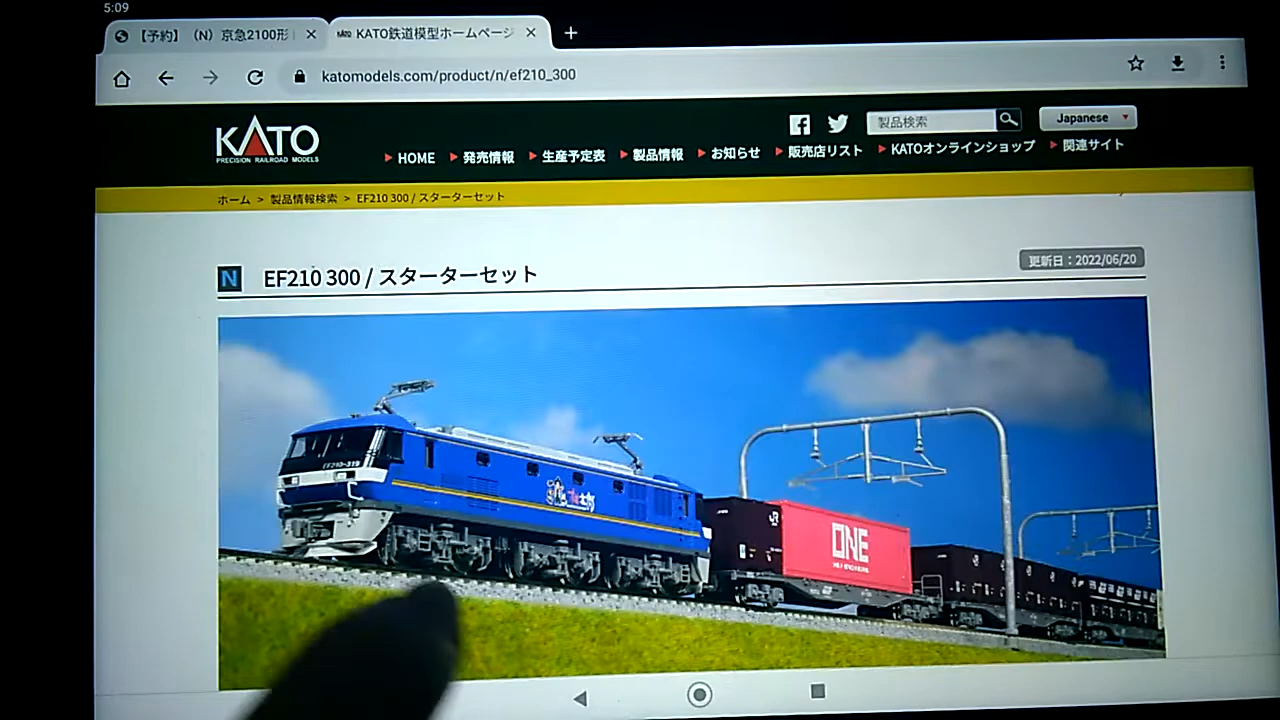 5:09
【予約】 (N) 京急2100形
KATO鉄道模型ホームページ
katomodels.com/product/n/ef210_300
KATO
PRECISION RAILROAD MODELS
製品検索
Japanese
HOME 発売情報 生産予定表 製品情報 お知らせ 販売店リスト KATOオンラインショップ 関連サイト
ホーム > 製品情報検索 > EF210 300 / スターターセット
更新日：2022/06/20
N EF210 300 / スターターセット
EF210-319
JR
ONE